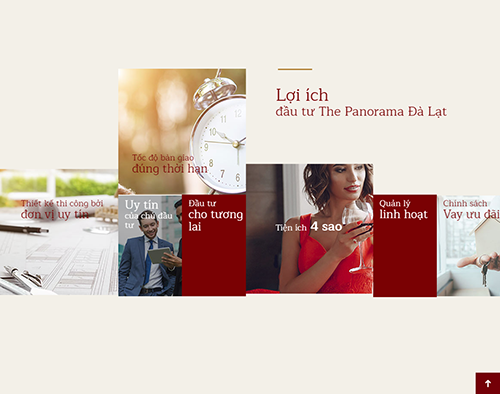 Lợi ích
đầu tư The Panorama Đà Lạt
Tốc độ bàn giao
đúng thời hạn
Thiết kế thi công bởi
đơn vị uy tín
Uy tín
của chủ đầu
tư
Đầu tư
cho tương
lai
Tiện ích 4 sao
Quản lý
linh hoạt
Chính sách
Vay ưu đãi